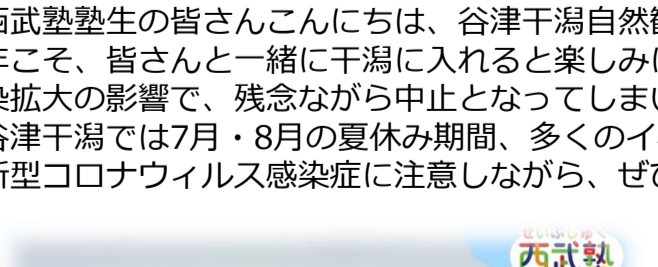 西武塾塾生の皆さんこんにちは、谷津干潟自然観
年こそ、皆さんと一緒に干潟に入れると楽しみに
染拡大の影響で、残念ながら中止となってしまい
谷津干潟では7月・8月の夏休み期間、多くのイ
新型コロナウィルス感染症に注意しながら、ぜひ
せいぶじゅく
西武塾